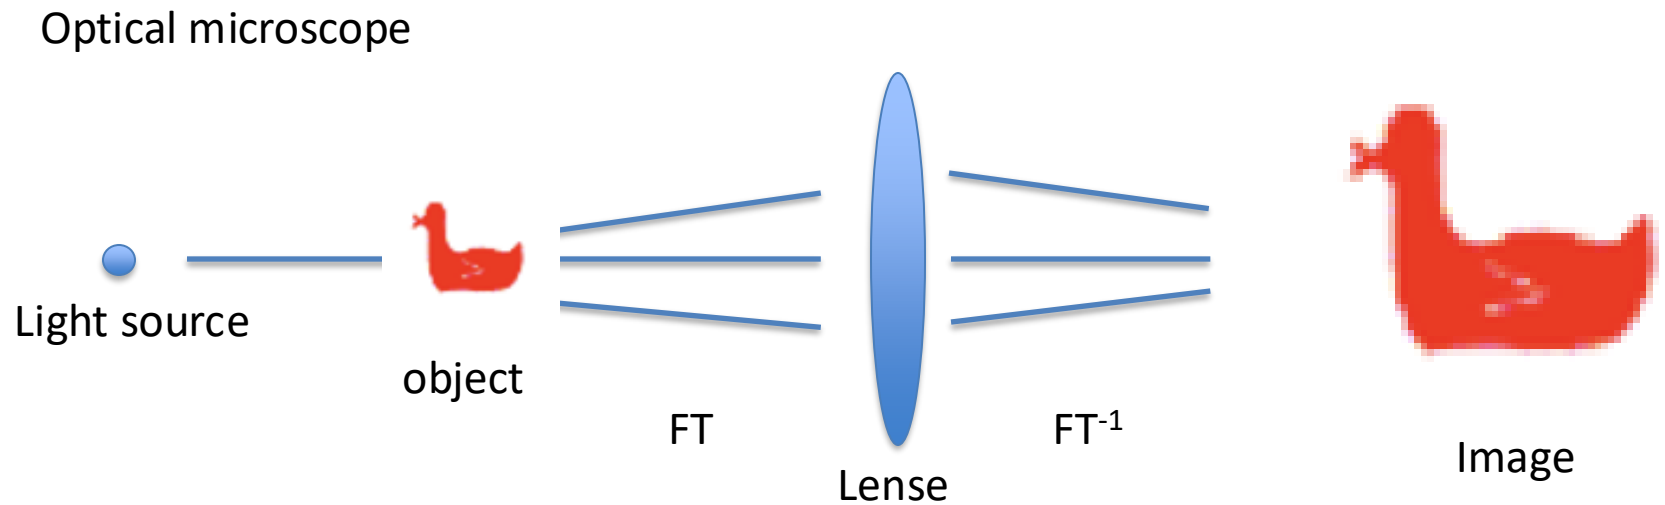 Optical microscope
Light source
object
FT
Lense
FT-1
Image